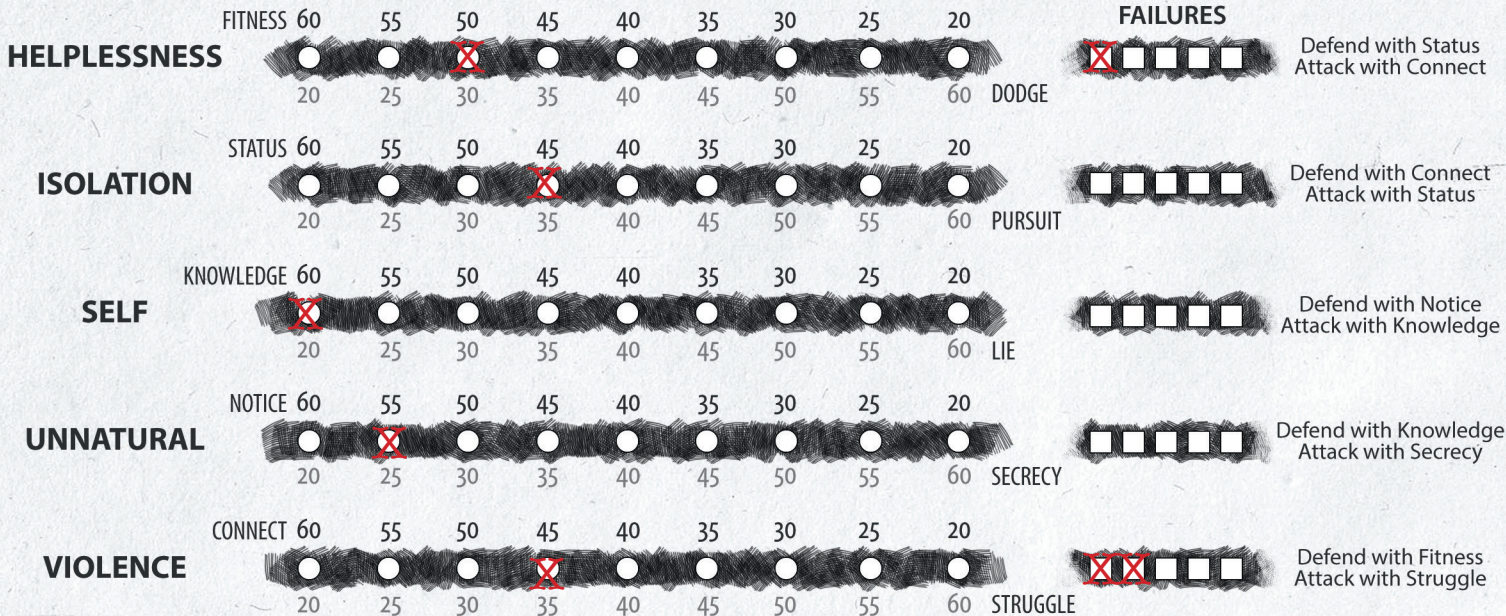 FITNESS 60 55 50 45 40 35 30 25 20 FAILURES
HELPLESSNESS
Defend with Status
Attack with Connect
20 25 30 35 40 45 50 55 60 DODGE
STATUS 60 55 50 45 40 35 30 25 20
ISOLATION
Defend with Connect
Attack with Status
20 25 30 35 40 45 50 55 60 PURSUIT
KNOWLEDGE 60 55 50 45 40 35 30 25 20
SELF
Defend with Notice
Attack with Knowledge
20 25 30 35 40 45 50 55 60 LIE
NOTICE 60 55 50 45 40 35 30 25 20
UNNATURAL
Defend with Knowledge
Attack with Secrecy
20 25 30 35 40 45 50 55 60 SECRECY
CONNECT 60 55 50 45 40 35 30 25 20
VIOLENCE
Defend with Fitness
Attack with Struggle
20 25 30 35 40 45 50 55 60 STRUGGLE